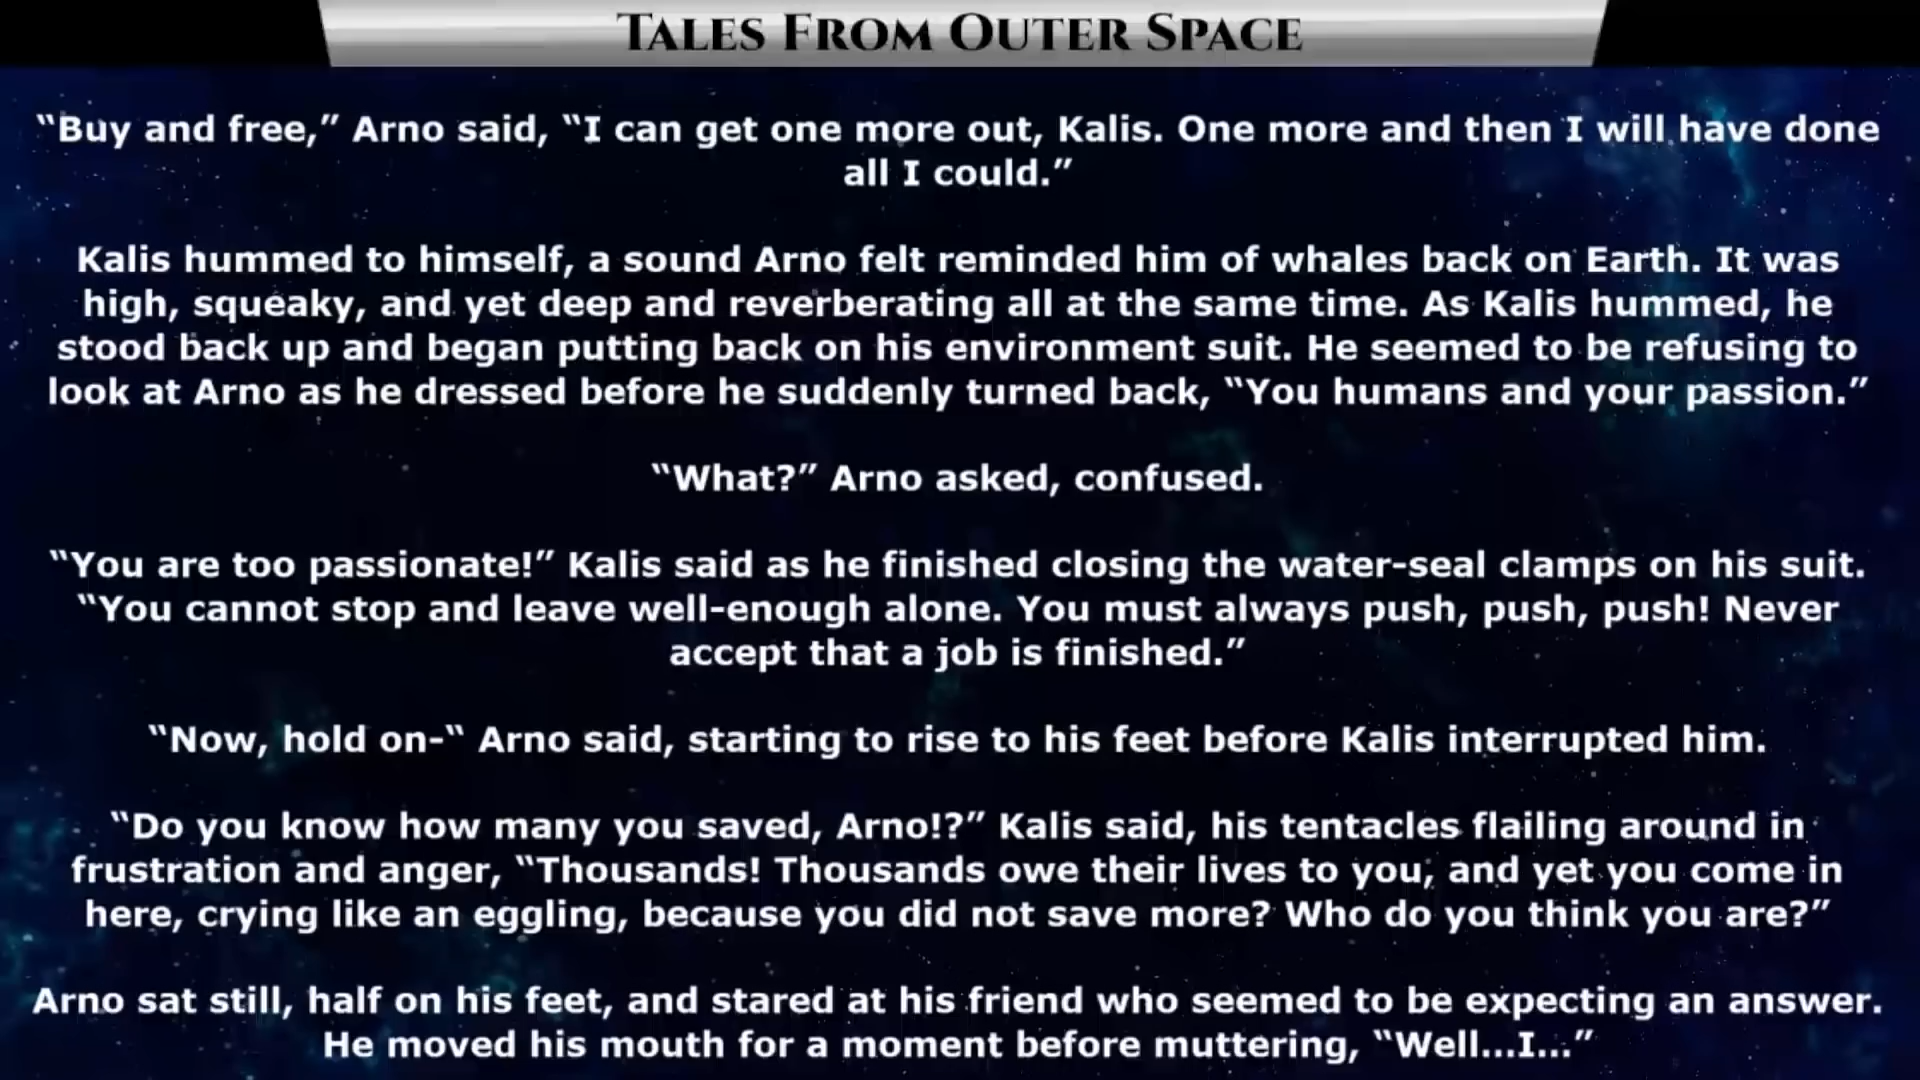 TALES FROM OUTER SPACE
“Buy and free,” Arno said, “I can get one more out, Kalis. One more and then I will have done
all I could.”
Kalis hummed to himself, a sound Arno felt reminded him of whales back on Earth. It was
high, squeaky, and yet deep and reverberating all at the same time. As Kalis hummed, he
stood back up and began putting back on his environment suit. He seemed to be refusing to
look at Arno as he dressed before he suddenly turned back, “You humans and your passion.”
“What?” Arno asked, confused.
“You are too passionate!” Kalis said as he finished closing the water-seal clamps on his suit.
“You cannot stop and leave well-enough alone. You must always push, push, push! Never
accept that a job is finished.”
“Now, hold on-“ Arno said, starting to rise to his feet before Kalis interrupted him.
“Do you know how many you saved, Arno!?” Kalis said, his tentacles flailing around in
frustration and anger, “Thousands! Thousands owe their lives to you, and yet you come in
here, crying like an eggling, because you did not save more? Who do you think you are?”
Arno sat still, half on his feet, and stared at his friend who seemed to be expecting an answer.
He moved his mouth for a moment before muttering, “Well...I...”